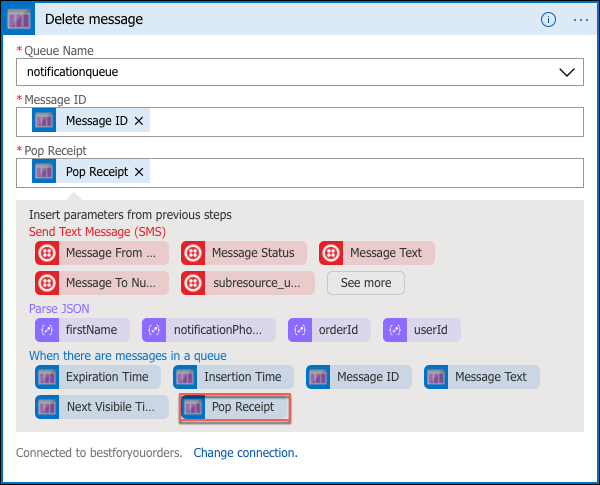 Delete message
* Queue Name
notificationqueue
* Message ID
Message ID ×
* Pop Receipt
Pop Receipt ×
Insert parameters from previous steps
Send Text Message (SMS)
Message From ... Message Status Message Text
Message To Nu... subresource_u... See more
Parse JSON
firstName notificationPho... orderId userId
When there are messages in a queue
Expiration Time Insertion Time Message ID Message Text
Next Visibile Ti... Pop Receipt
Connected to bestforyouorders. Change connection.